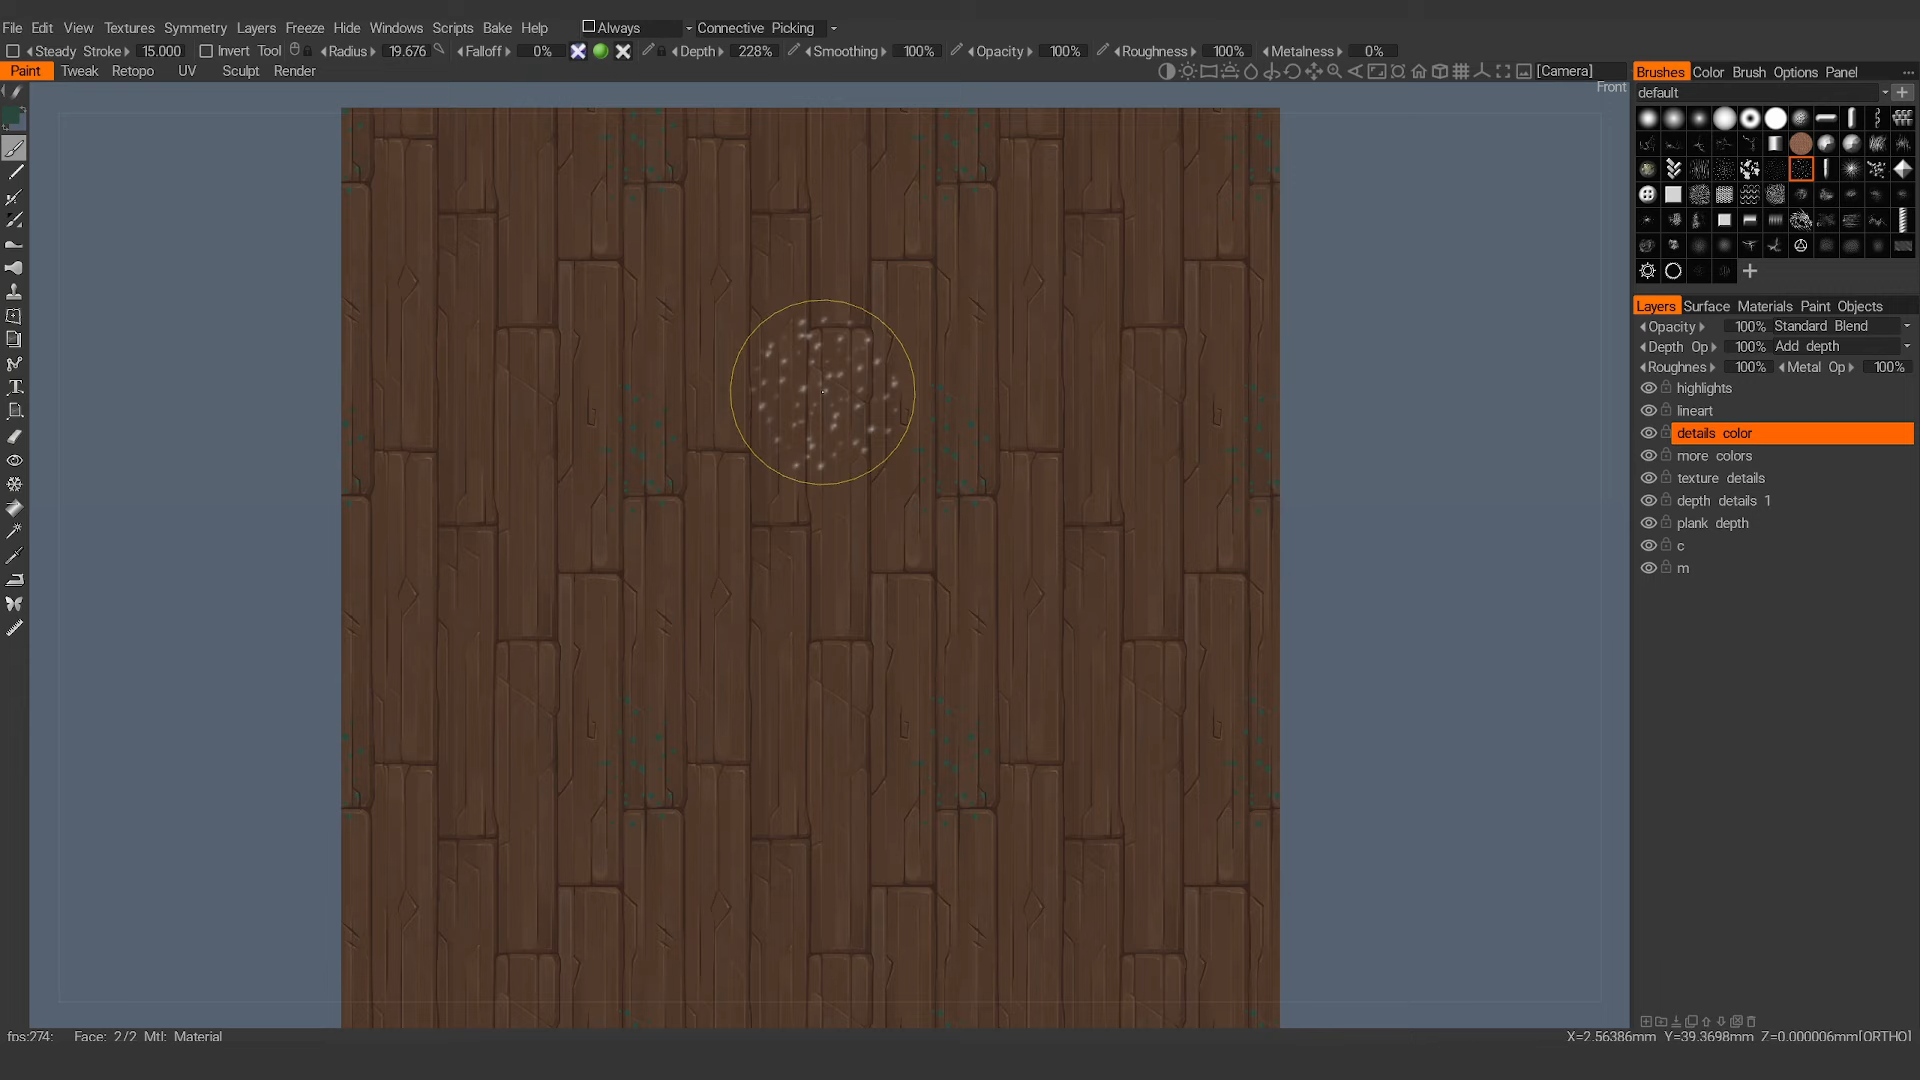 File Edit View Textures Symmetry Layers Freeze Hide Windows Scripts Bake Help Always Connective Picking
Steady Stroke 15.000 Invert Tool Radius 19.676 Falloff 0% Depth 228% Smoothing 100% Opacity 100% Roughness 100% Metalness 0%
Paint Tweak Retopo UV Sculpt Render [Camera]
Front
Brushes Color Brush Options Panel
default
Layers Surface Materials Paint Objects
Opacity 100% Standard Blend
Depth Op 100% Add depth
Roughnes 100% Metal Op 100%
highlights
lineart
details color
more colors
texture details
depth details 1
plank depth
c
m
fps:274; Face: 2/2 Mtl: Material
X=2.56386mm Y=39.3698mm Z=0.000006mm[ORTHO]